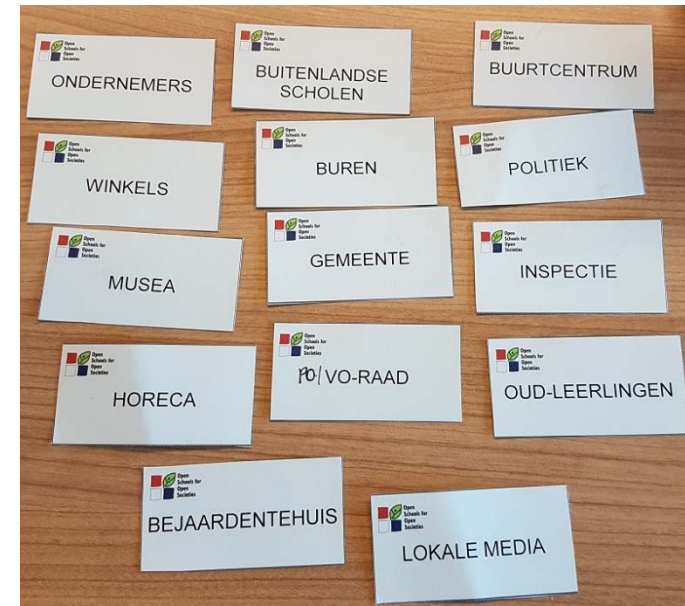 Open
Schools for
Open
Societies
ONDERNEMERS
Open
Schools for
Open
Societies
BUITENLANDSE
SCHOLEN
Open
Schools for
Open
Societies
BUURTCENTRUM
Open
Schools for
Open
Societies
WINKELS
Open
Schools for
Open
Societies
BUREN
Open
Schools for
Open
Societies
POLITIEK
Open
Schools for
Open
Societies
MUSEA
Open
Schools for
Open
Societies
GEMEENTE
Open
Schools for
Open
Societies
INSPECTIE
Open
Schools for
Open
Societies
HORECA
Open
Schools for
Open
Societies
PO/VO-RAAD
Open
Schools for
Open
Societies
OUD-LEERLINGEN
Open
Schools for
Open
Societies
BEJAARDENTEHUIS
Open
Schools for
Open
Societies
LOKALE MEDIA